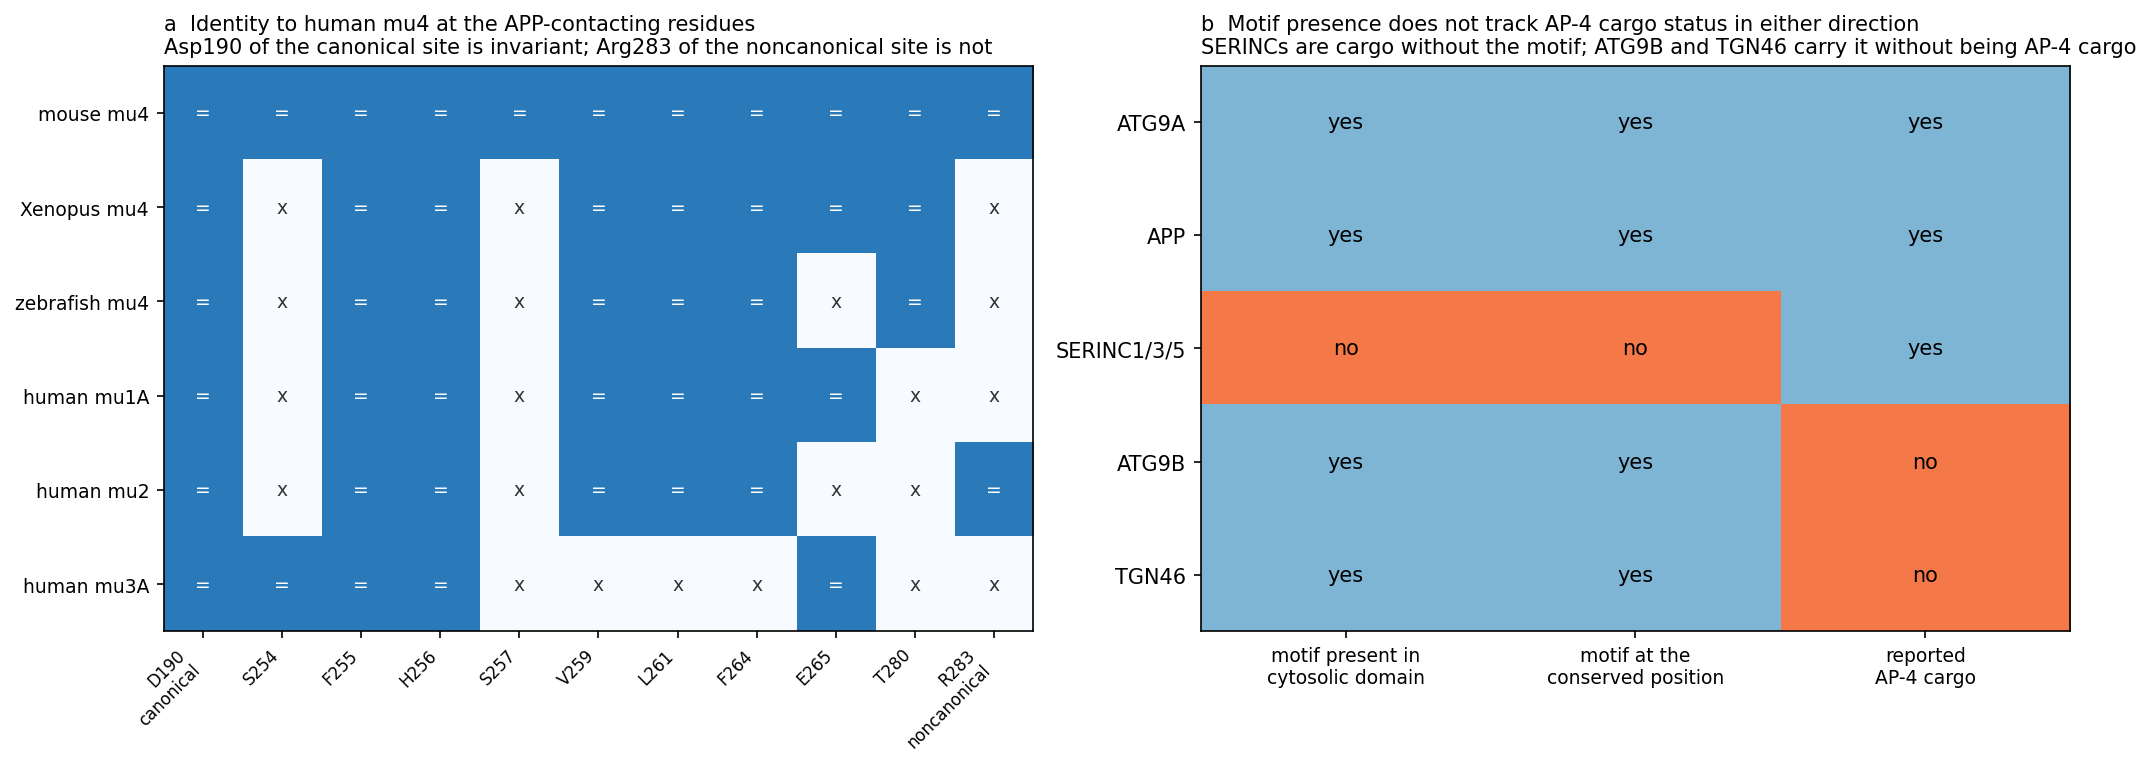 a  Identity to human mu4 at the APP-contacting residues
Asp190 of the canonical site is invariant; Arg283 of the noncanonical site is not
mouse mu4 = = = = = = = = = = =
Xenopus mu4 = x = = x = = = = = x
zebrafish mu4 = x = = x = = = x = x
human mu1A = x = = x = = = = x x
human mu2 = x = = x = = = x x =
human mu3A = = = = x x x x = x x
D190
canonical
S254
F255
H256
S257
V259
L261
F264
E265
T280
R283
noncanonical
b  Motif presence does not track AP-4 cargo status in either direction
SERINCs are cargo without the motif; ATG9B and TGN46 carry it without being AP-4 cargo
ATG9A yes yes yes
APP yes yes yes
SERINC1/3/5 no no yes
ATG9B yes yes no
TGN46 yes yes no
motif present in
cytosolic domain
motif at the
conserved position
reported
AP-4 cargo